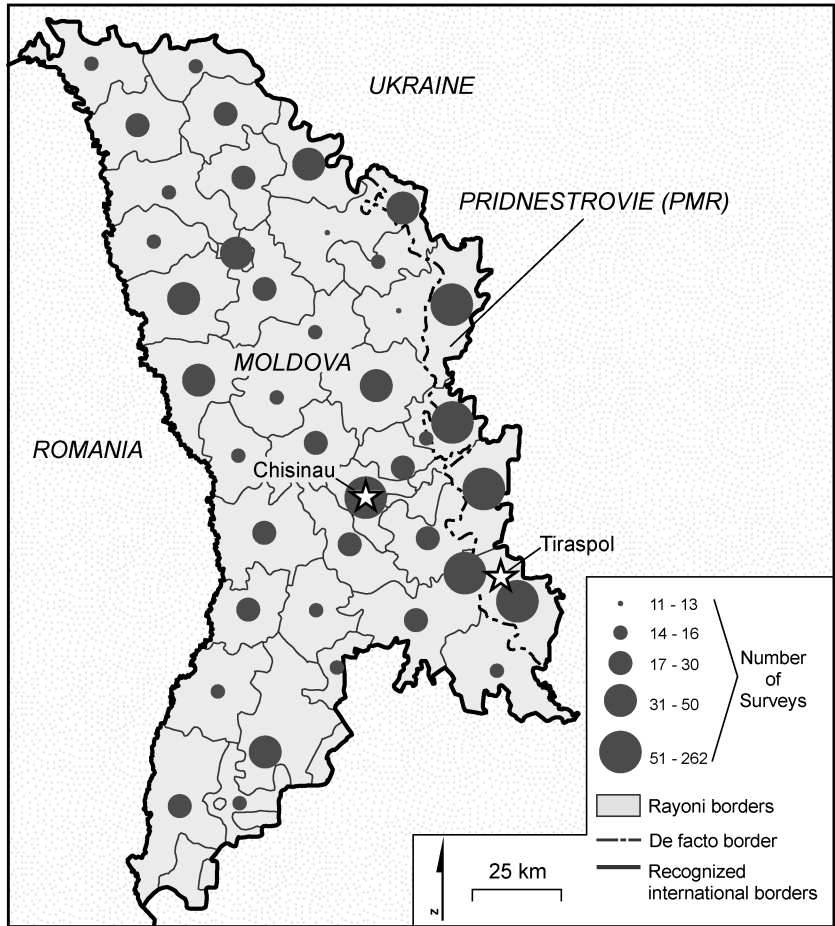 UKRAINE
PRIDNESTROVIE (PMR)
MOLDOVA
ROMANIA
Chisinau
Tiraspol
11 - 13
14 - 16
17 - 30
31 - 50
51 - 262
Number
of
Surveys
Rayoni borders
De facto border
Recognized
international borders
25 km
N